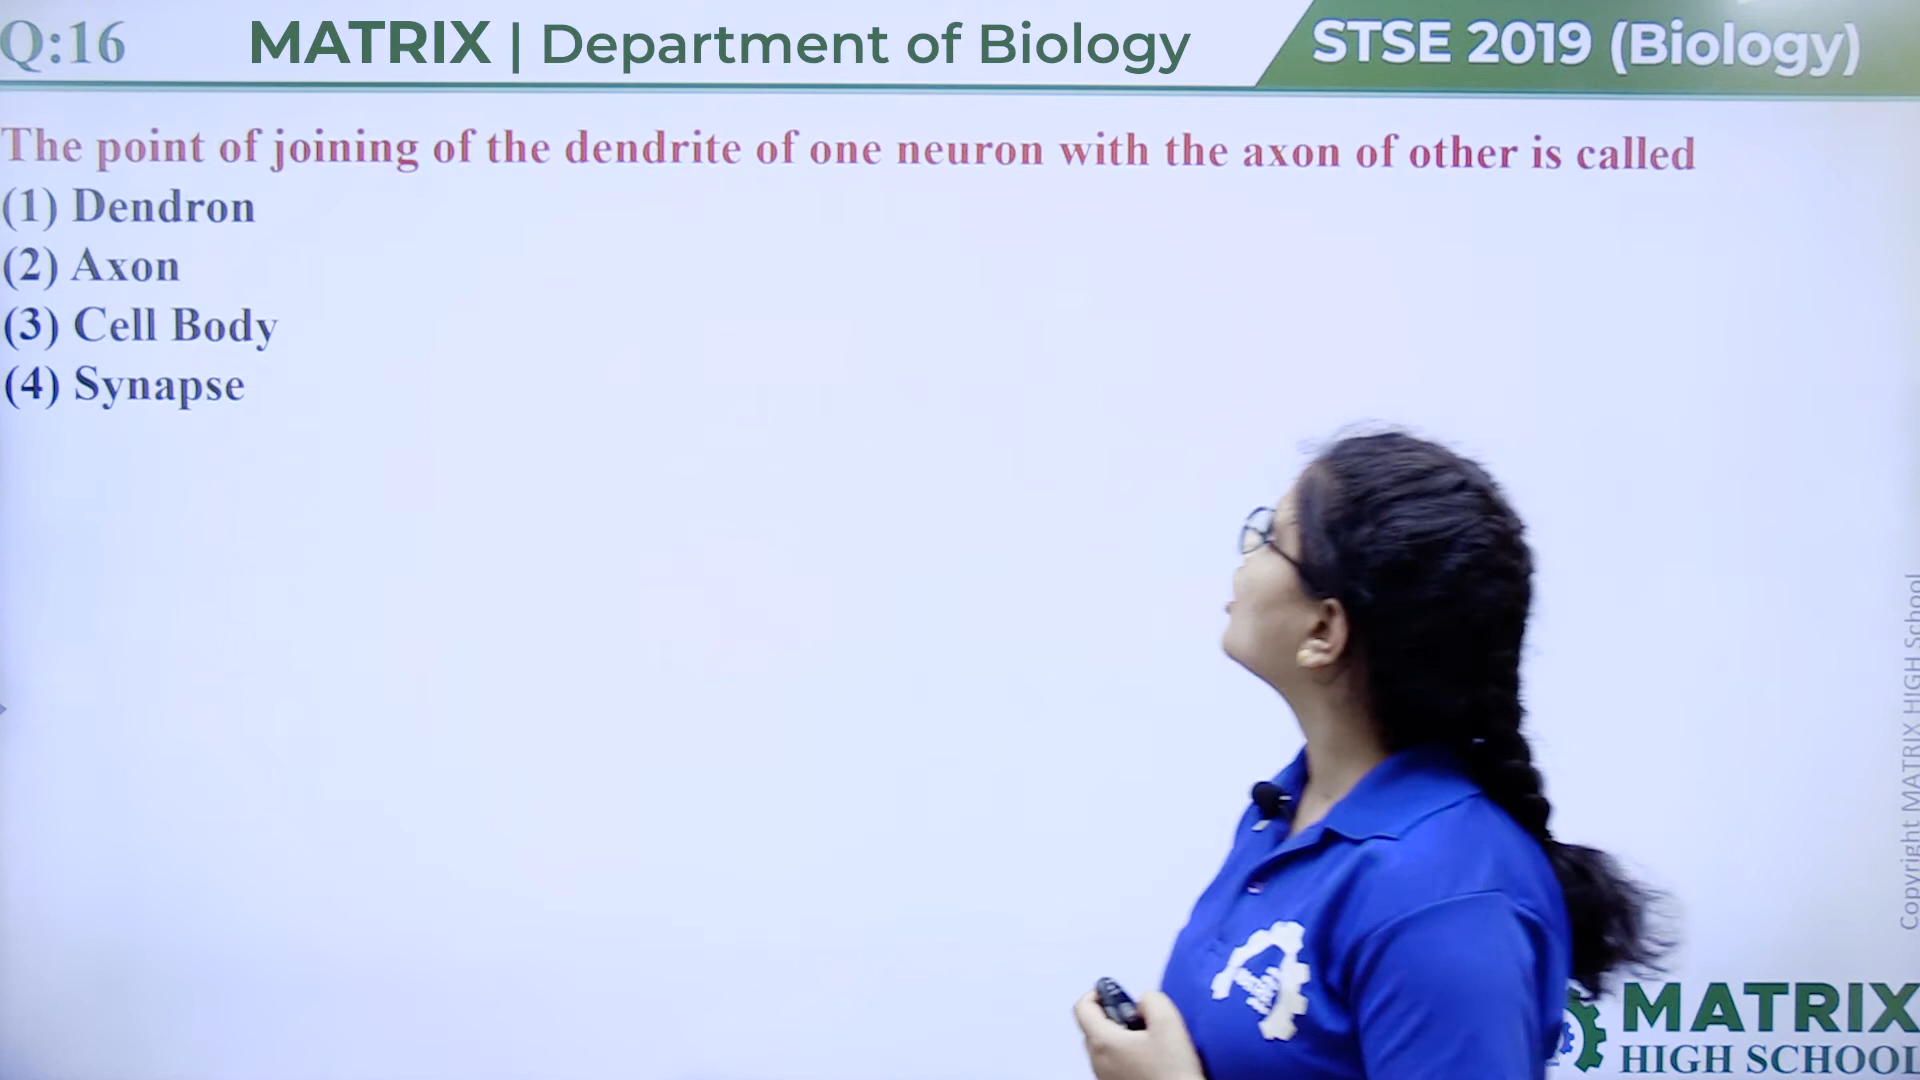 Q:16
MATRIX | Department of Biology
STSE 2019 (Biology)
The point of joining of the dendrite of one neuron with the axon of other is called
(1) Dendron
(2) Axon
(3) Cell Body
(4) Synapse
Copyright MATRIX HIGH School
MATRIX
HIGH SCHOOL